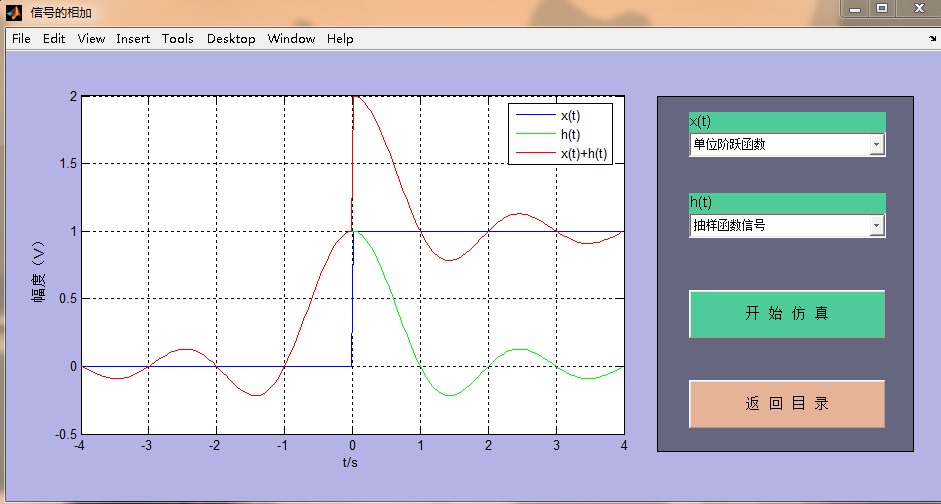 信号的相加
File Edit View Insert Tools Desktop Window Help
2
1.5
1
0.5
0
-0.5
-4 -3 -2 -1 0 1 2 3 4
t/s
幅度（V）
x(t)
h(t)
x(t)+h(t)
x(t)
单位阶跃函数
h(t)
抽样函数信号
开 始 仿 真
返 回 目 录